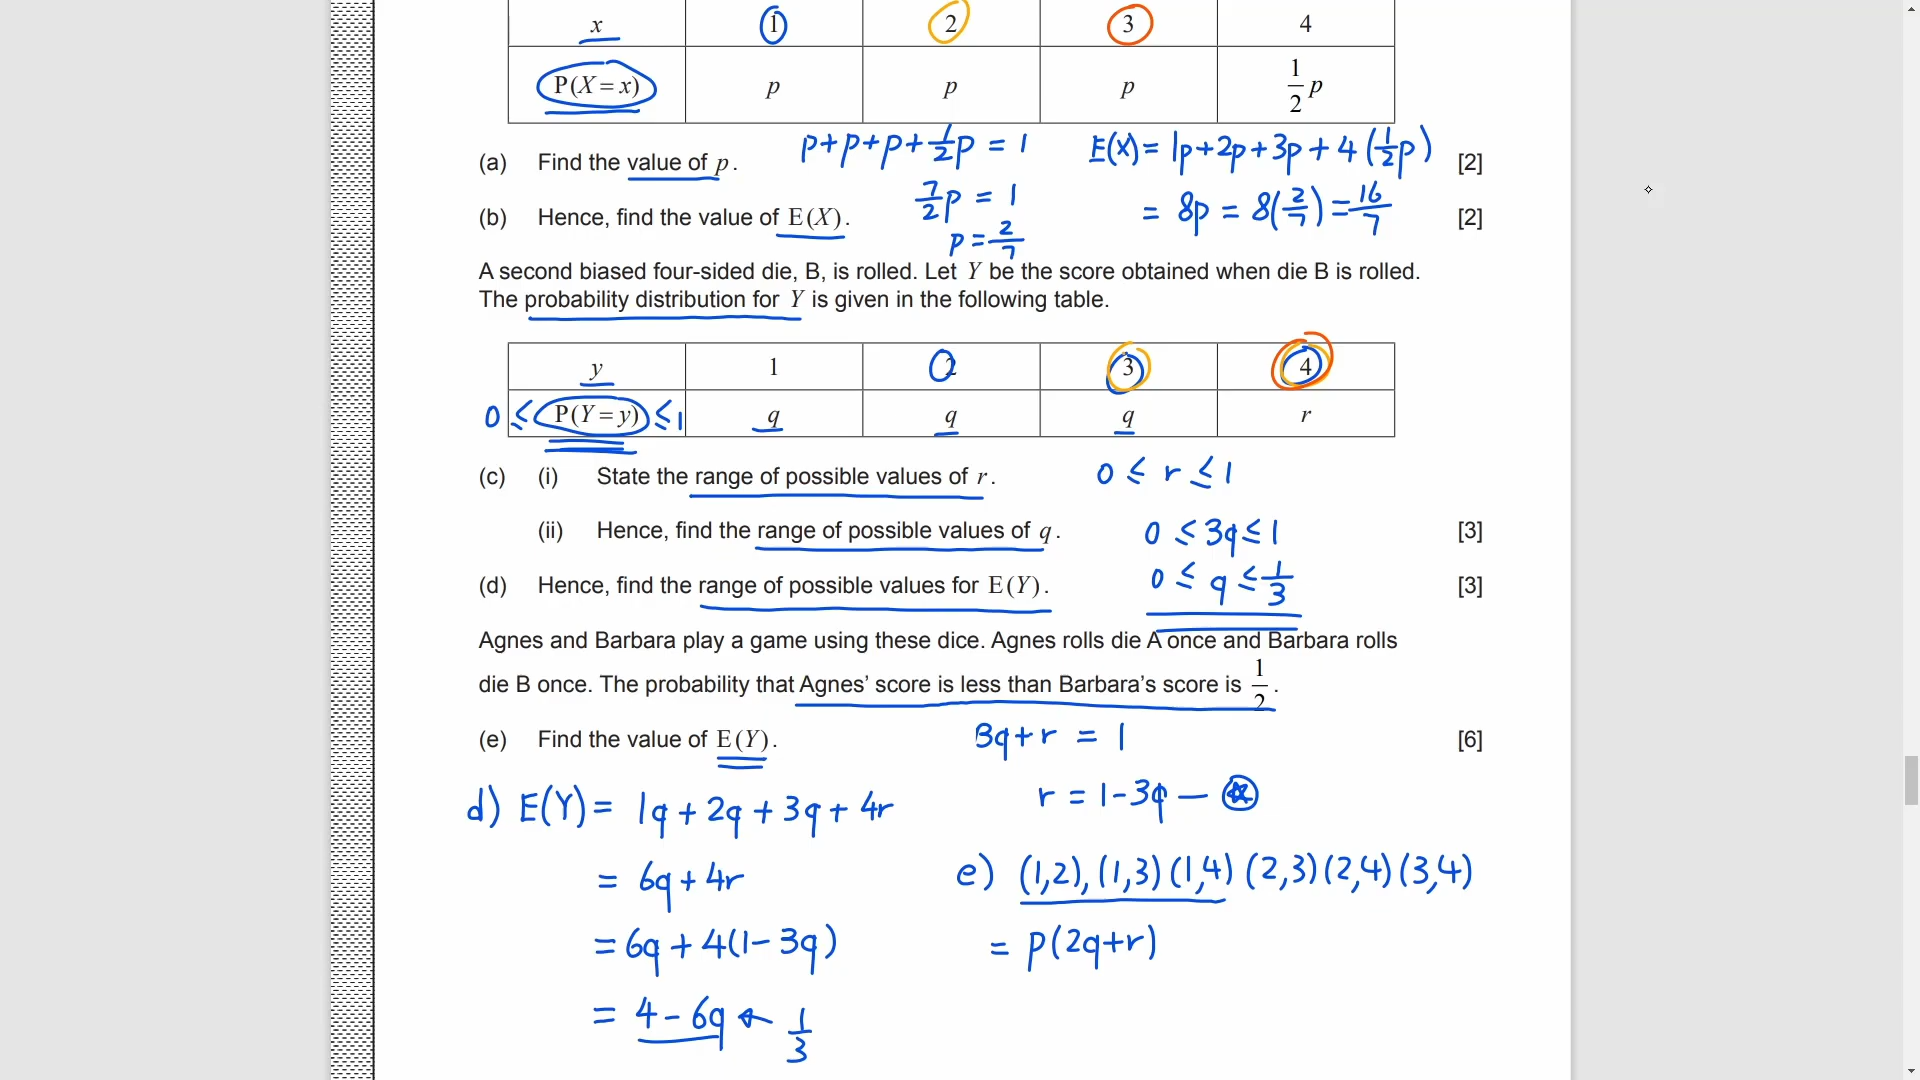 x 1 2 3 4
P(X = x) p p p 1/2 p
p+p+p+1/2p = 1 E(X) = 1p+2p+3p+4(1/2p)
(a) Find the value of p. [2]
7/2p = 1 = 8p = 8(2/7) = 16/7
(b) Hence, find the value of E(X). [2]
p = 2/7
A second biased four-sided die, B, is rolled. Let Y be the score obtained when die B is rolled.
The probability distribution for Y is given in the following table.
y 1 2 3 4
0 ≤ P(Y = y) ≤ 1 q q q r
(c) (i) State the range of possible values of r. 0 ≤ r ≤ 1
(ii) Hence, find the range of possible values of q. 0 ≤ 3q ≤ 1 [3]
(d) Hence, find the range of possible values for E(Y). 0 ≤ q ≤ 1/3 [3]
Agnes and Barbara play a game using these dice. Agnes rolls die A once and Barbara rolls
die B once. The probability that Agnes’ score is less than Barbara’s score is 1/2.
(e) Find the value of E(Y). 3q+r = 1 [6]
r = 1-3q —
d) E(Y) = 1q + 2q + 3q + 4r
= 6q + 4r
= 6q + 4(1 - 3q)
= 4 - 6q ← 1/3
e) (1,2), (1,3) (1,4) (2,3) (2,4) (3,4)
= p(2q+r)